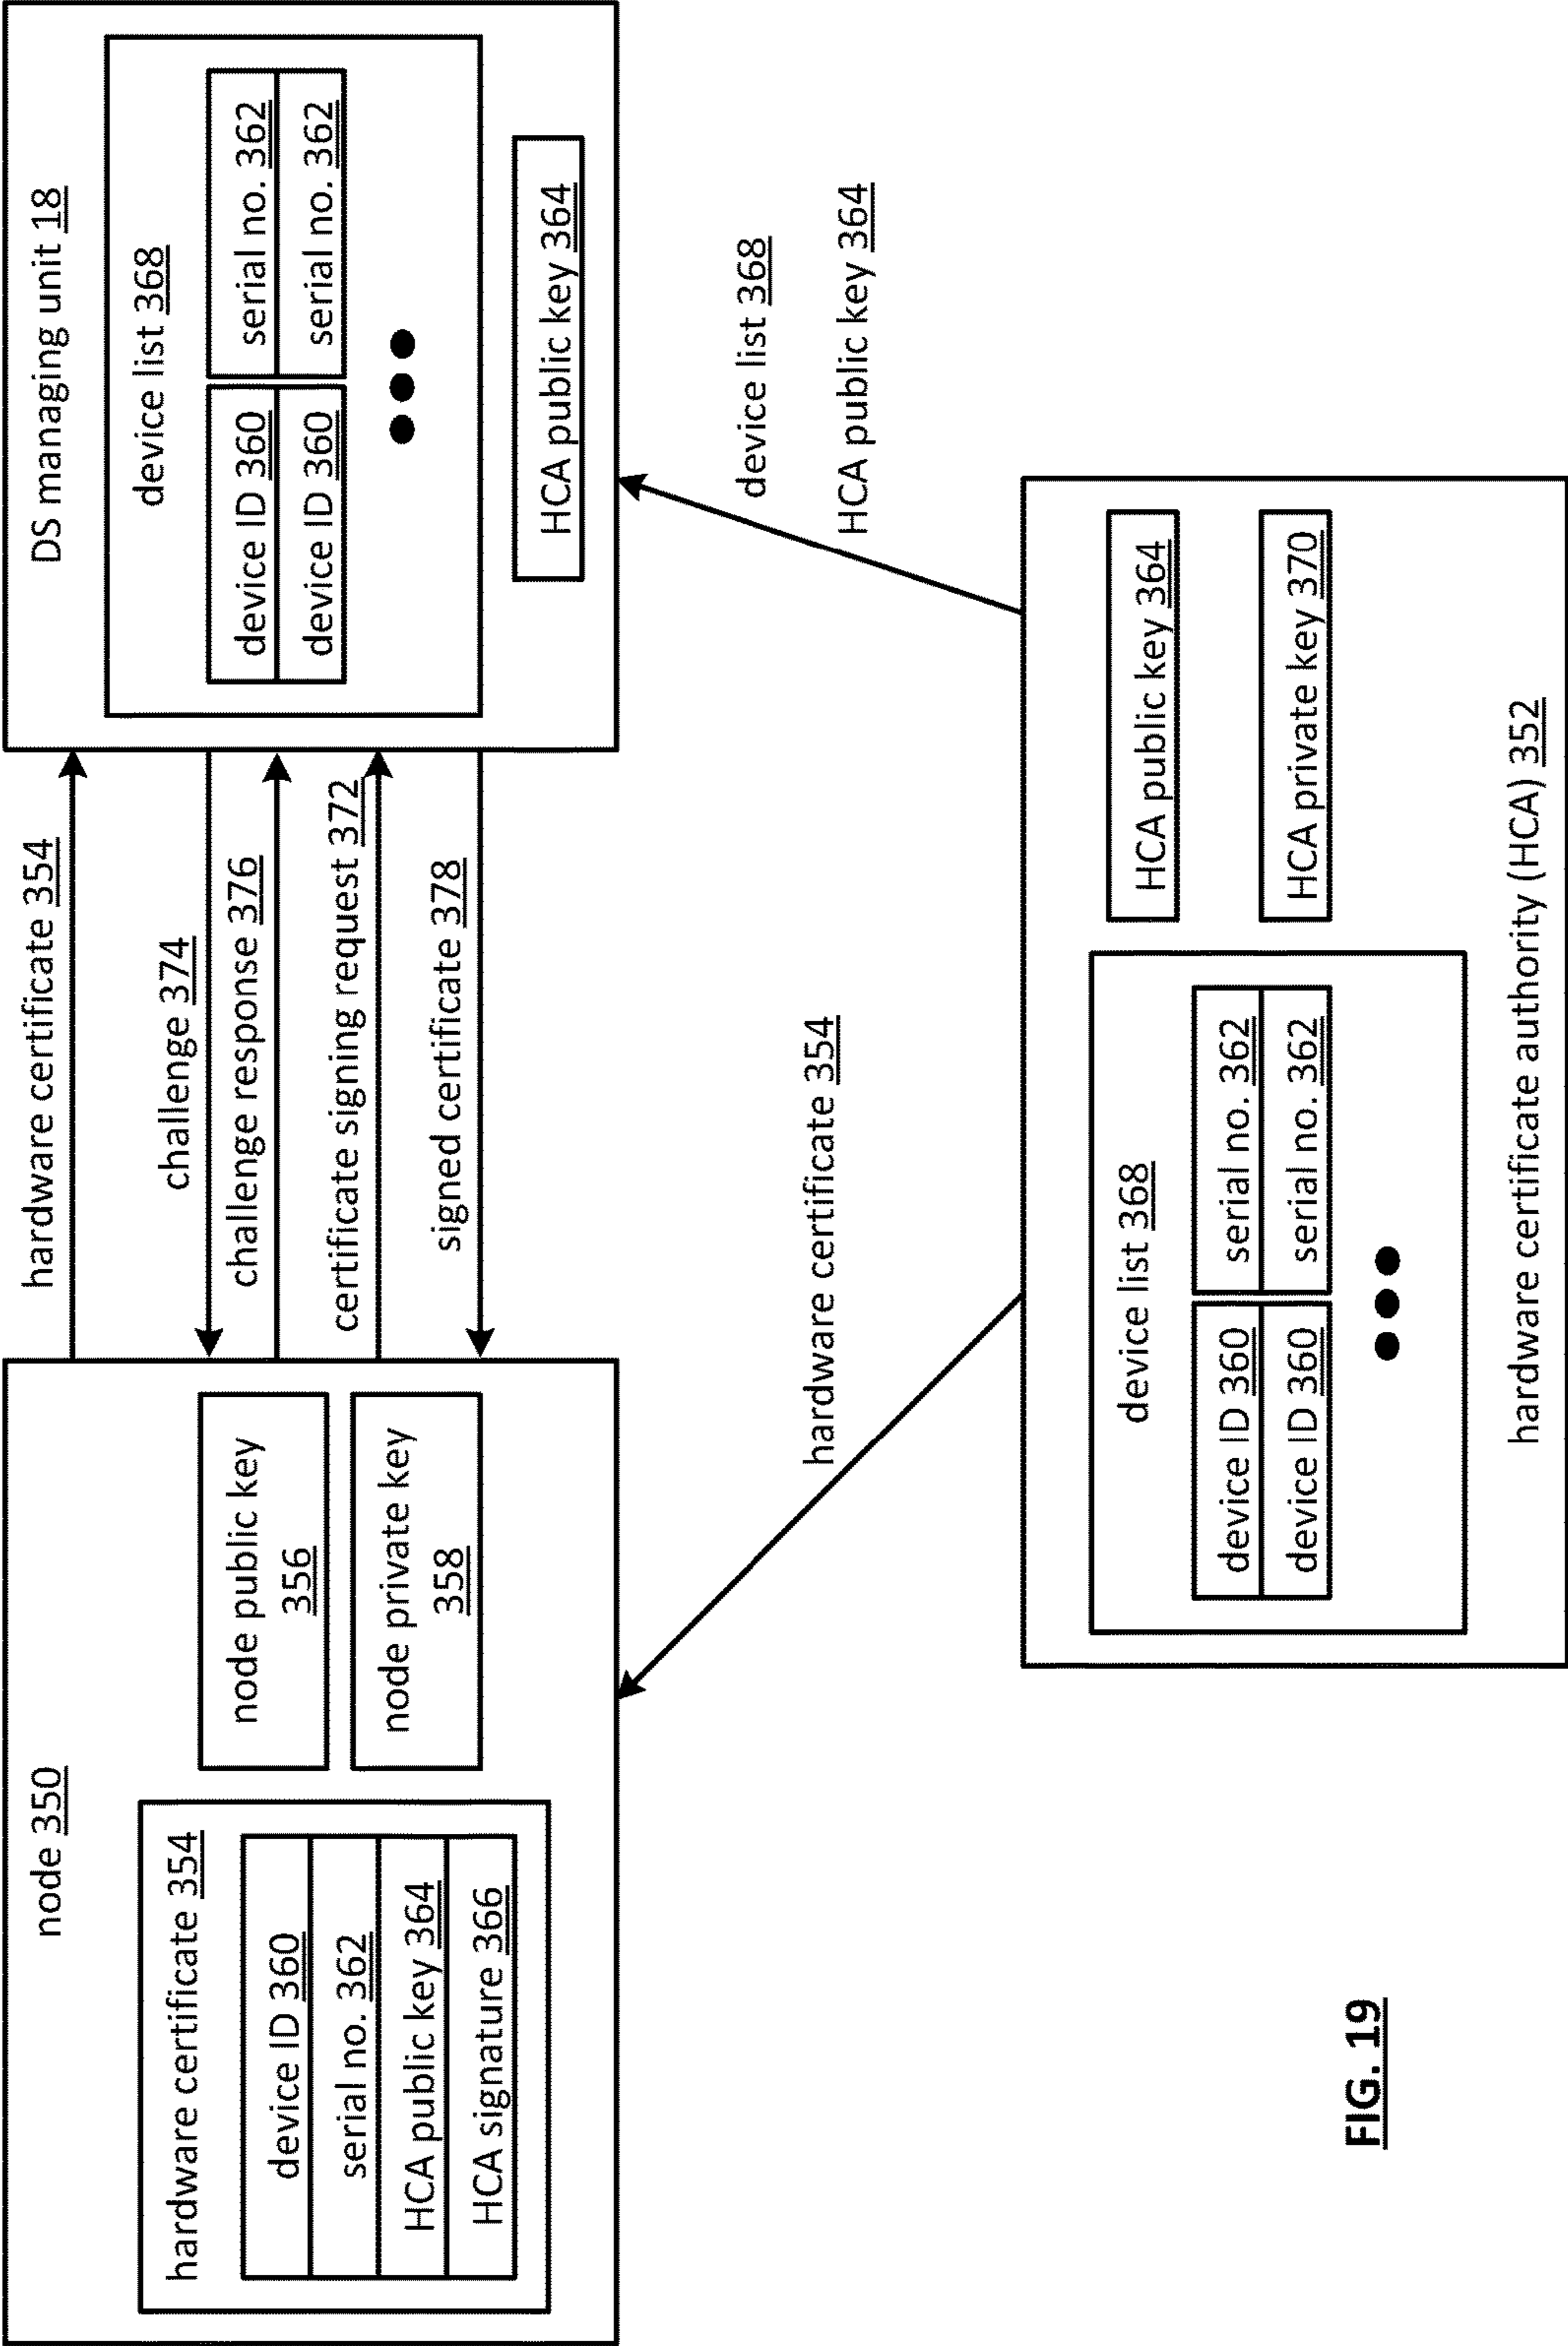 node 350
hardware certificate 354
device ID 360
serial no. 362
HCA public key 364
HCA signature 366
node public key
356
node private key
358
hardware certificate 354
challenge 374
challenge response 376
certificate signing request 372
signed certificate 378
DS managing unit 18
device list 368
device ID 360 serial no. 362
device ID 360 serial no. 362
HCA public key 364
hardware certificate 354
device list 368
HCA public key 364
device list 368
device ID 360 serial no. 362
device ID 360 serial no. 362
HCA public key 364
HCA private key 370
hardware certificate authority (HCA) 352
FIG. 19